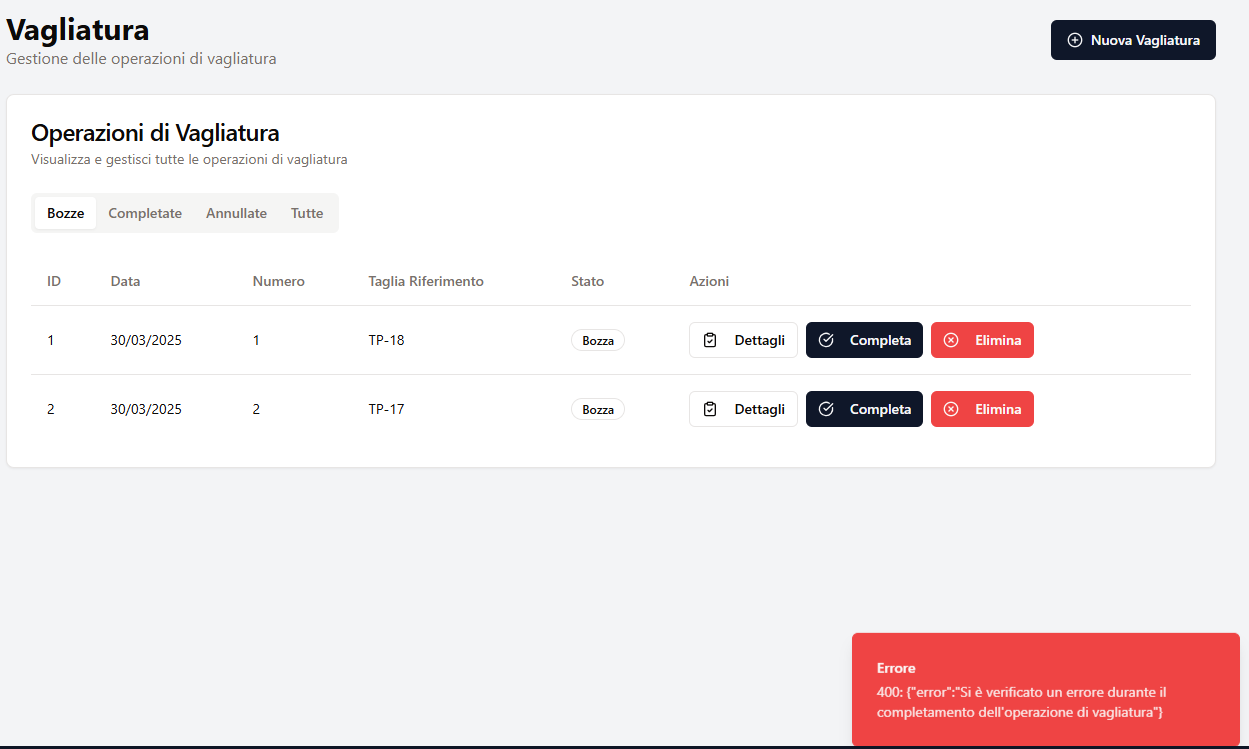 Vagliatura
Gestione delle operazioni di vagliatura
Nuova Vagliatura
Operazioni di Vagliatura
Visualizza e gestisci tutte le operazioni di vagliatura
Bozze Completate Annullate Tutte
ID Data Numero Taglia Riferimento Stato Azioni
1 30/03/2025 1 TP-18 Bozza Dettagli Completa Elimina
2 30/03/2025 2 TP-17 Bozza Dettagli Completa Elimina
Errore
400: {"error":"Si è verificato un errore durante il
completamento dell'operazione di vagliatura"}